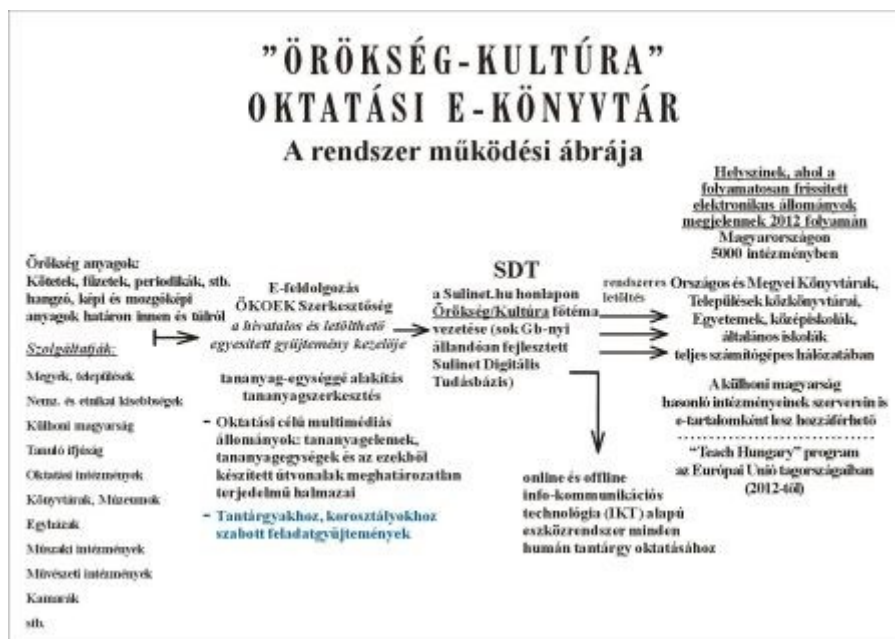 "ÖRÖKSÉG-KULTÚRA"
OKTATÁSI E-KÖNYVTÁR
A rendszer működési ábrája
Örökség anyagok:
Kötetek, füzetek, periodikák, stb.
hangzó, képi és mozgóképi
anyagok határon innen és túlról
Szolgáltatják:
Megyék, települések
Nemz. és etnikai kisebbségek
Külhoni magyarság
Tanuló ifjúság
Oktatási intézmények
Könyvtárak, Múzeumok
Egyházak
Műszaki intézmények
Művészeti intézmények
Kamarák
stb.
E-feldolgozás
ÖKOEK Szerkesztőség
a hivatalos és letölthető
egyesített gyűjtemény kezelője
tananyag-egységgé alakítás
tananyagszerkesztés
- Oktatási célú multimédiás
állományok: tananyagelemek,
tananyagegységek és az ezekből
készített útvonalak meghatározatlan
terjedelmű halmazai
- Tantárgyakhoz, korosztályokhoz
szabott feladatgyűjtemények
SDT
a Sulinet.hu honlapon
Örökség/Kultúra főtéma
vezetése (sok Gb-nyi
állandóan fejlesztett
Sulinet Digitális
Tudásbázis)
online és offline
info-kommunikációs
technológia (IKT) alapú
eszközrendszer minden
humán tantárgy oktatásához
rendszeres
letöltés
Helyszínek, ahol a
folyamatosan frissített
elektronikus állományok
megjelennek 2012 folyamán
Magyarországon
5000 intézményben
Országos és Megyei Könyvtárak,
Települések közkönyvtárai,
Egyetemek, középiskolák,
általános iskolák
teljes számítógépes hálózatában
A külhoni magyarság
hasonló intézményeinek szerverein is
e-tartalomként lesz hozzáférhető
"Teach Hungary" program
az Európai Unió tagországaiban
(2012-től)